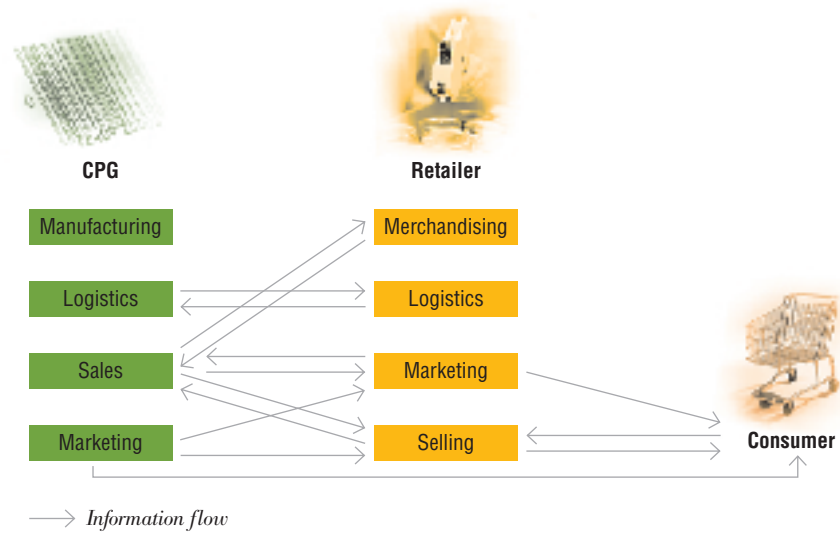 CPG
Retailer
Manufacturing
Merchandising
Logistics
Logistics
Sales
Marketing
Marketing
Selling
Consumer
Information flow